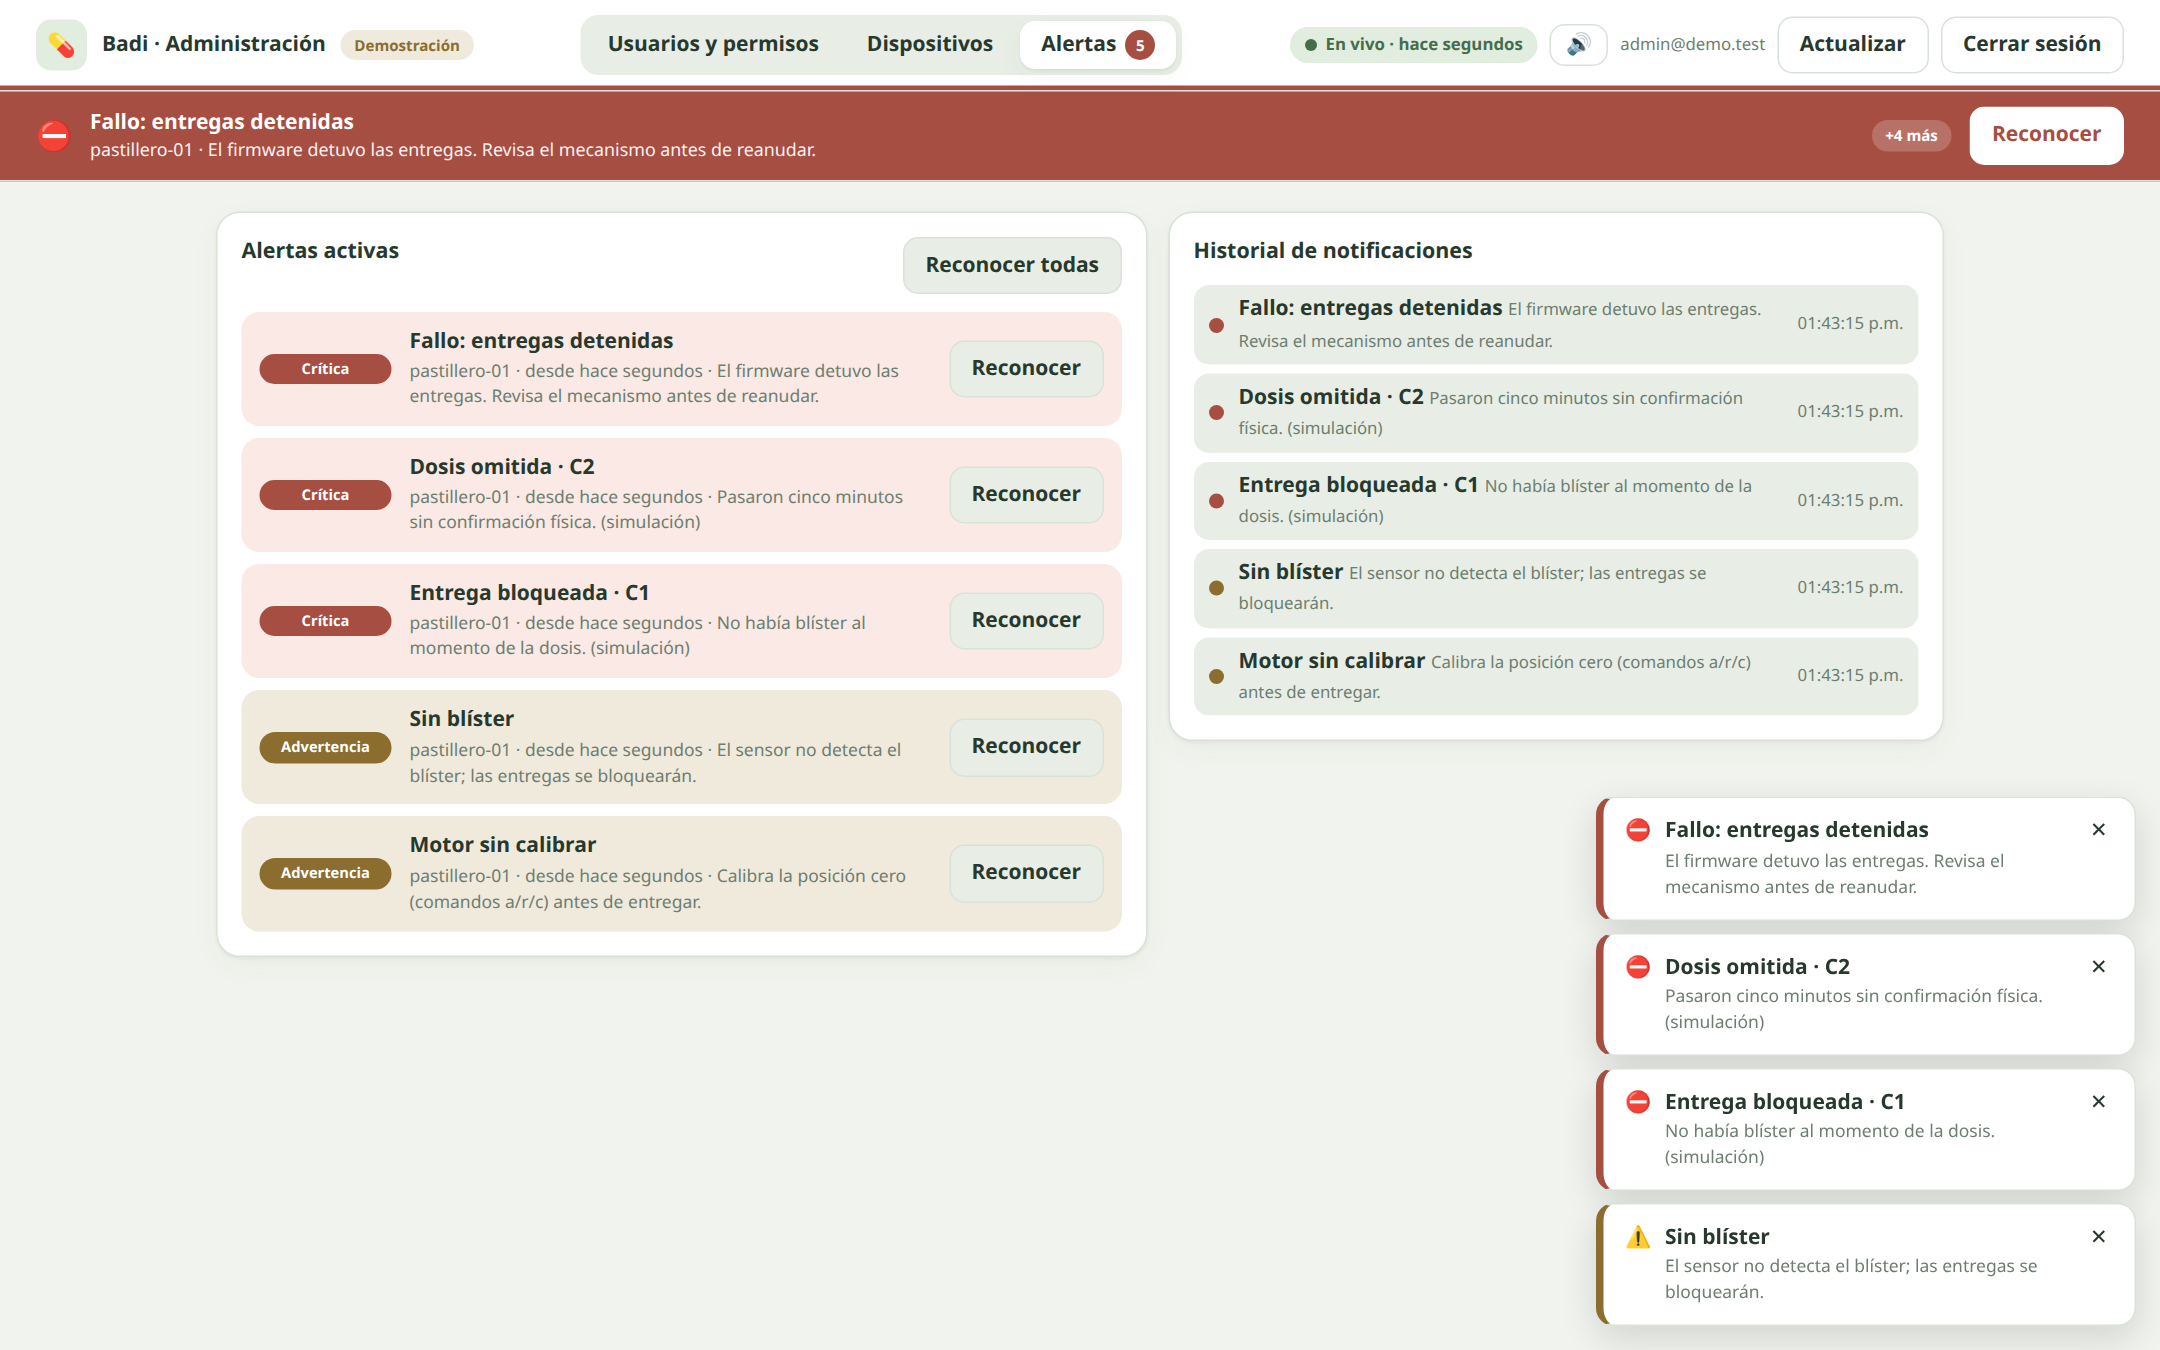 Badi · Administración
Demostración
Usuarios y permisos
Dispositivos
Alertas 5
En vivo · hace segundos
admin@demo.test
Actualizar
Cerrar sesión
Fallo: entregas detenidas
pastillero-01 · El firmware detuvo las entregas. Revisa el mecanismo antes de reanudar.
+4 más
Reconocer
Alertas activas
Reconocer todas
Crítica
Fallo: entregas detenidas
pastillero-01 · desde hace segundos · El firmware detuvo las
entregas. Revisa el mecanismo antes de reanudar.
Reconocer
Crítica
Dosis omitida · C2
pastillero-01 · desde hace segundos · Pasaron cinco minutos
sin confirmación física. (simulación)
Reconocer
Crítica
Entrega bloqueada · C1
pastillero-01 · desde hace segundos · No había blíster al
momento de la dosis. (simulación)
Reconocer
Advertencia
Sin blíster
pastillero-01 · desde hace segundos · El sensor no detecta el
blíster; las entregas se bloquearán.
Reconocer
Advertencia
Motor sin calibrar
pastillero-01 · desde hace segundos · Calibra la posición cero
(comandos a/r/c) antes de entregar.
Reconocer
Historial de notificaciones
Fallo: entregas detenidas El firmware detuvo las entregas.
Revisa el mecanismo antes de reanudar.
01:43:15 p.m.
Dosis omitida · C2 Pasaron cinco minutos sin confirmación
física. (simulación)
01:43:15 p.m.
Entrega bloqueada · C1 No había blíster al momento de la
dosis. (simulación)
01:43:15 p.m.
Sin blíster El sensor no detecta el blíster; las entregas se
bloquearán.
01:43:15 p.m.
Motor sin calibrar Calibra la posición cero (comandos a/r/c)
antes de entregar.
01:43:15 p.m.
Fallo: entregas detenidas
El firmware detuvo las entregas. Revisa el
mecanismo antes de reanudar.
Dosis omitida · C2
Pasaron cinco minutos sin confirmación física.
(simulación)
Entrega bloqueada · C1
No había blíster al momento de la dosis.
(simulación)
Sin blíster
El sensor no detecta el blíster; las entregas se
bloquearán.